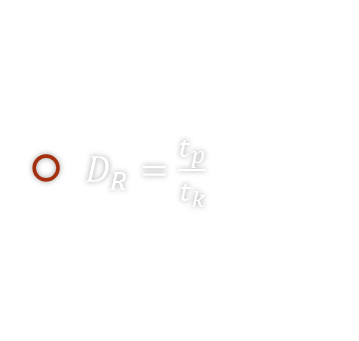 D_R = t_p / t_k